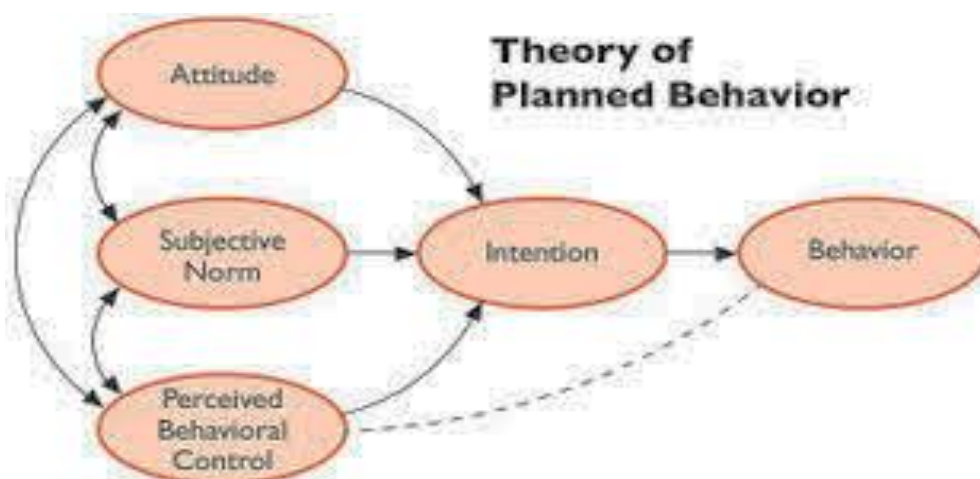 Theory of
Planned Behavior
Attitude
Subjective
Norm
Intention
Behavior
Perceived
Behavioral
Control